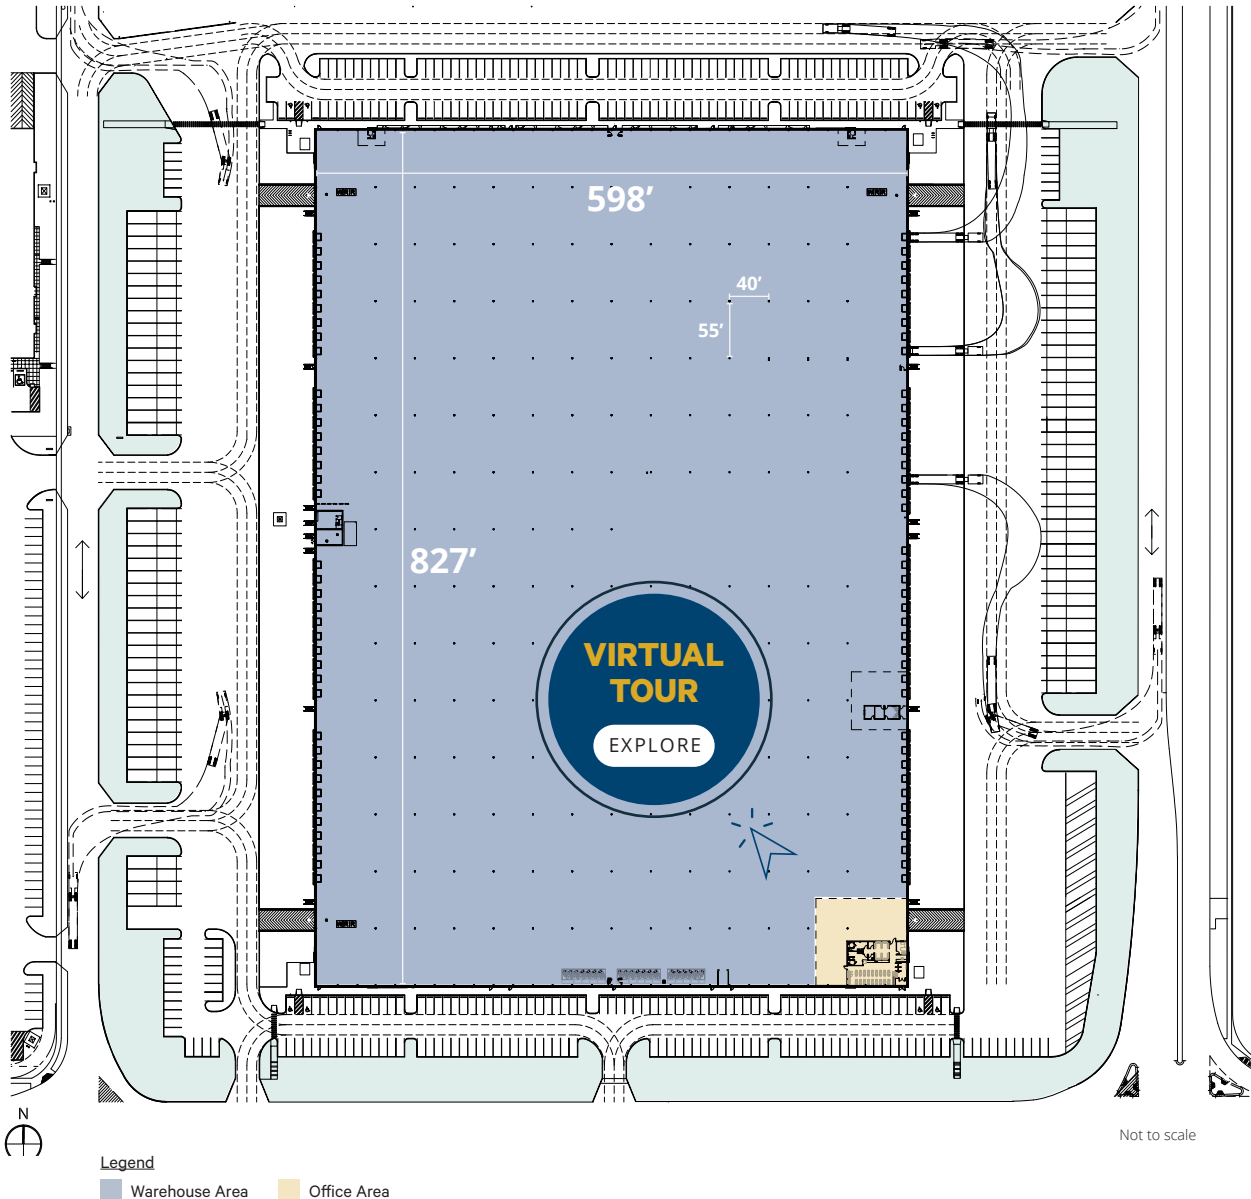 598’
40’
55’
827’
VIRTUAL
TOUR
EXPLORE
N
Not to scale
Legend
Warehouse Area
Office Area